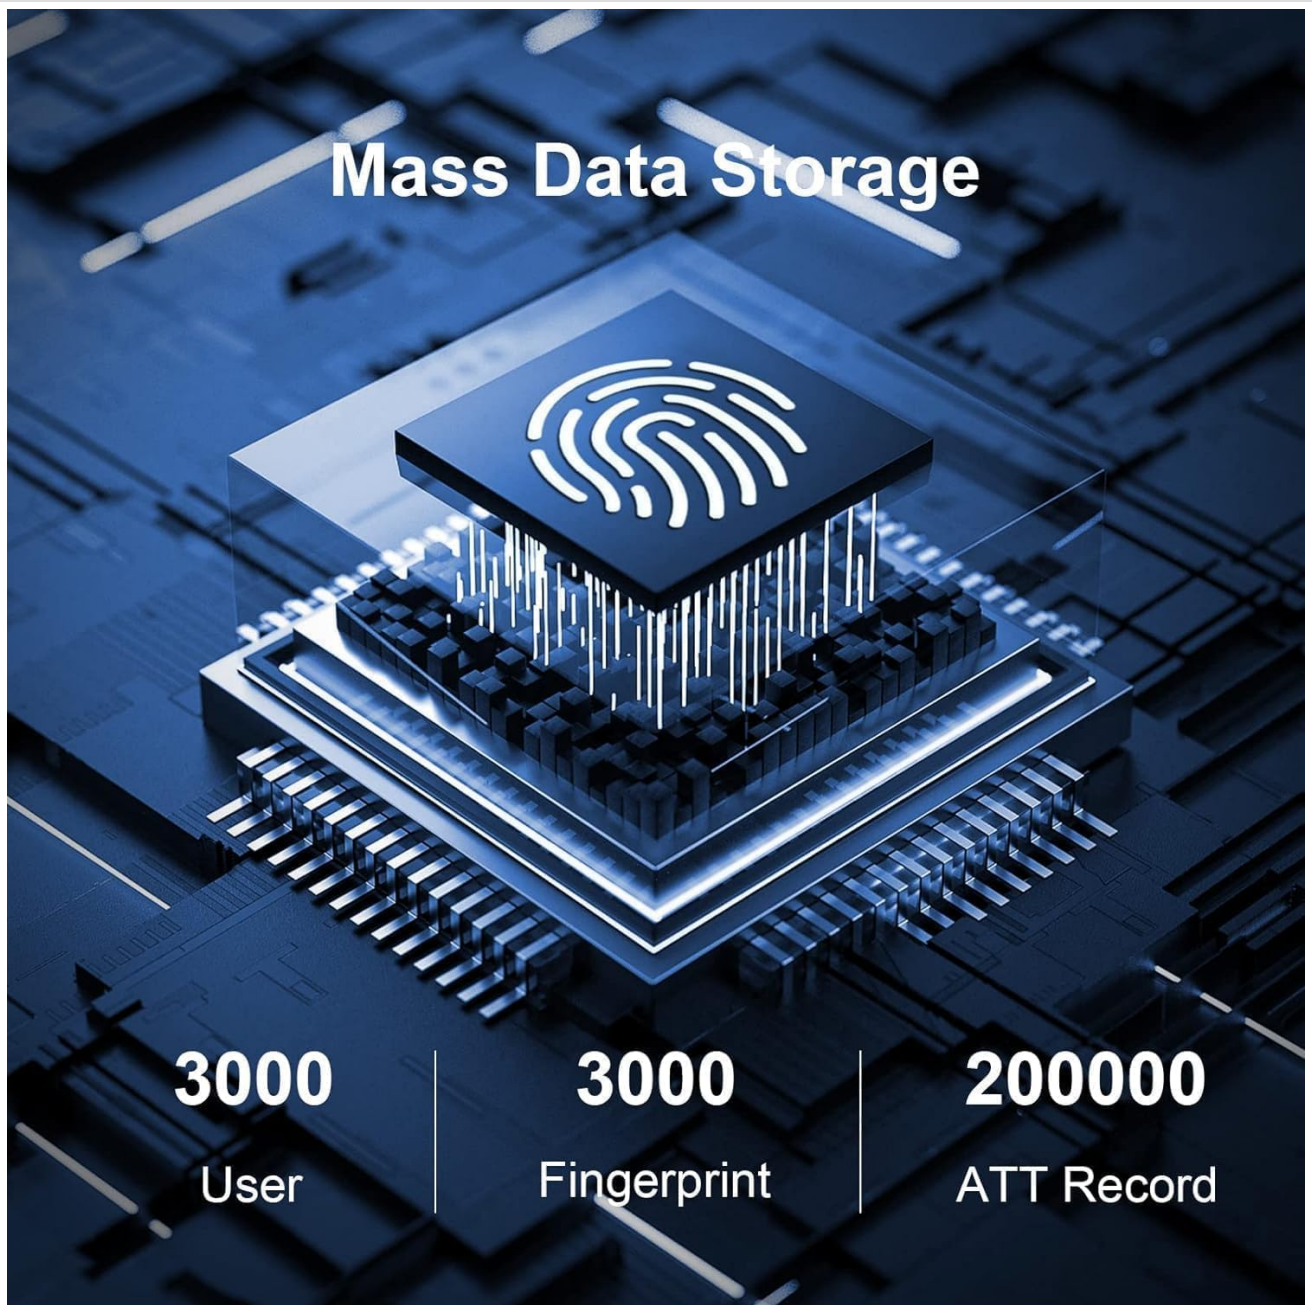 Mass Data Storage
3000
User
3000
Fingerprint
200000
ATT Record